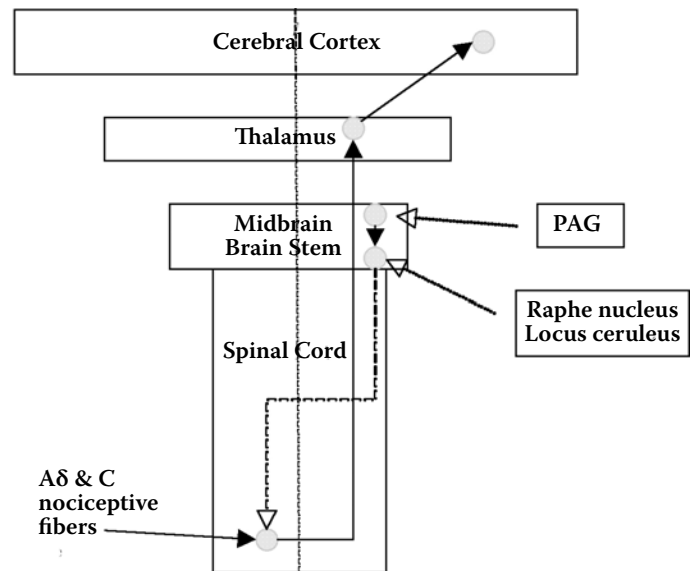 Cerebral Cortex
Thalamus
Midbrain
Brain Stem
PAG
Raphe nucleus
Locus ceruleus
Spinal Cord
Aδ & C
nociceptive
fibers